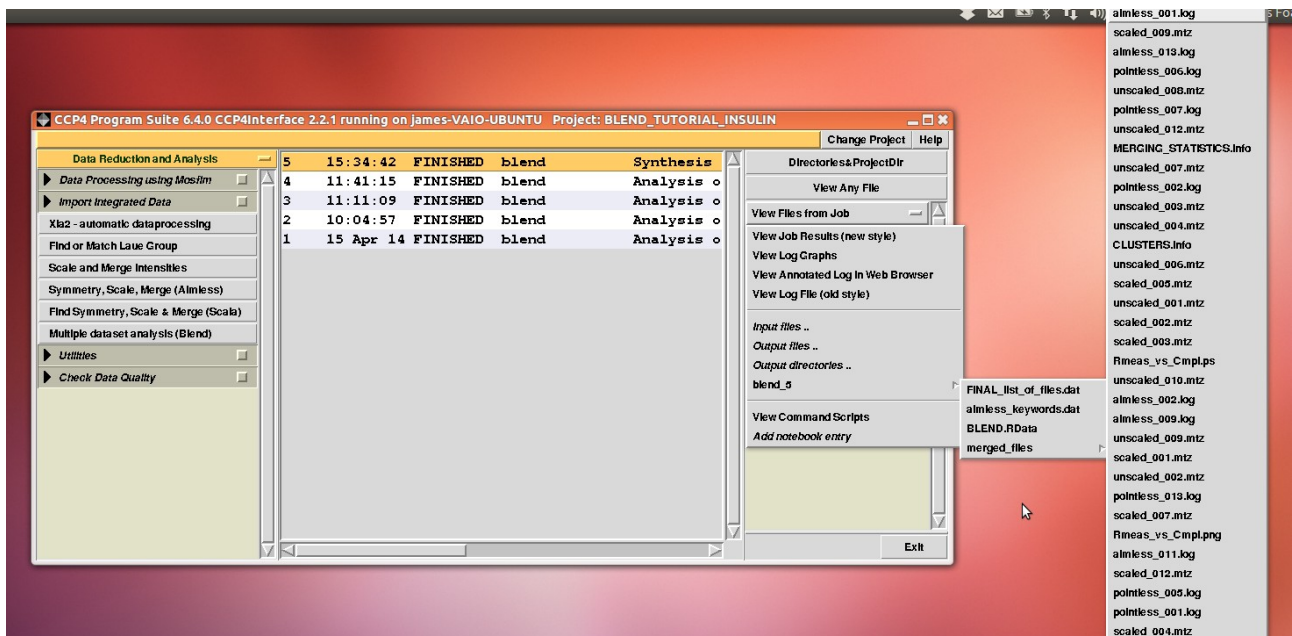 CCP4 Program Suite 6.4.0 CCP4Interface 2.2.1 running on james-VAIO-UBUNTU Project: BLEND_TUTORIAL_INSULIN
Change Project Help
Data Reduction and Analysis
Data Processing using Mosflm
Import Integrated Data
Xia2 - automatic dataprocessing
Find or Match Laue Group
Scale and Merge Intensities
Symmetry, Scale, Merge (Aimless)
Find Symmetry, Scale & Merge (Scala)
Multiple dataset analysis (Blend)
Utilities
Check Data Quality
5 15:34:42 FINISHED blend Synthesis
4 11:41:15 FINISHED blend Analysis o
3 11:11:09 FINISHED blend Analysis o
2 10:04:57 FINISHED blend Analysis o
1 15 Apr 14 FINISHED blend Analysis o
Directories&ProjectDir
View Any File
View Files from Job
View Job Results (new style)
View Log Graphs
View Annotated Log in Web Browser
View Log File (old style)
Input files ..
Output files ..
Output directories ..
blend_5
View Command Scripts
Add notebook entry
Exit
FINAL_list_of_files.dat
aimless_keywords.dat
BLEND.RData
merged_files
aimless_001.log
scaled_009.mtz
aimless_013.log
pointless_006.log
unscaled_008.mtz
pointless_007.log
unscaled_012.mtz
MERGING_STATISTICS.info
unscaled_007.mtz
pointless_002.log
unscaled_003.mtz
unscaled_004.mtz
CLUSTERS.info
unscaled_006.mtz
scaled_005.mtz
unscaled_001.mtz
scaled_002.mtz
scaled_003.mtz
Rmeas_vs_Cmpl.ps
unscaled_010.mtz
aimless_002.log
aimless_009.log
unscaled_009.mtz
scaled_001.mtz
unscaled_002.mtz
pointless_013.log
scaled_007.mtz
Rmeas_vs_Cmpl.png
aimless_011.log
scaled_012.mtz
pointless_005.log
pointless_001.log
scaled_004.mtz